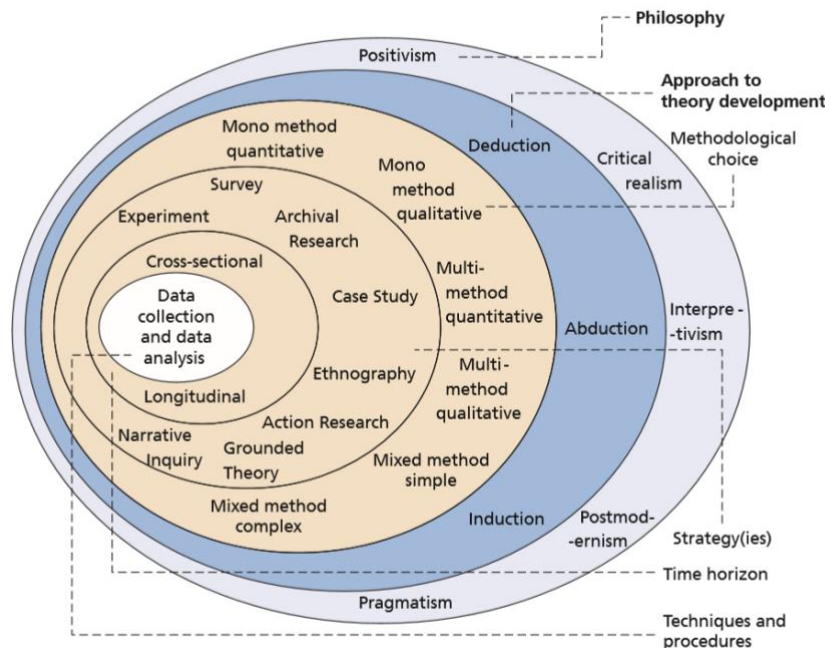 Philosophy
Positivism
Approach to
theory development
Mono method
quantitative
Deduction
Methodological
choice
Critical
realism
Mono
method
qualitative
Survey
Experiment
Archival
Research
Cross-sectional
Data
collection
and data
analysis
Case Study
Multi-
method
quantitative
Abduction
Interpre -
-tivism
Ethnography
Multi-
method
qualitative
Longitudinal
Action Research
Narrative
Inquiry
Grounded
Theory
Mixed method
simple
Mixed method
complex
Induction
Postmod-
-ernism
Strategy(ies)
Time horizon
Pragmatism
Techniques and
procedures